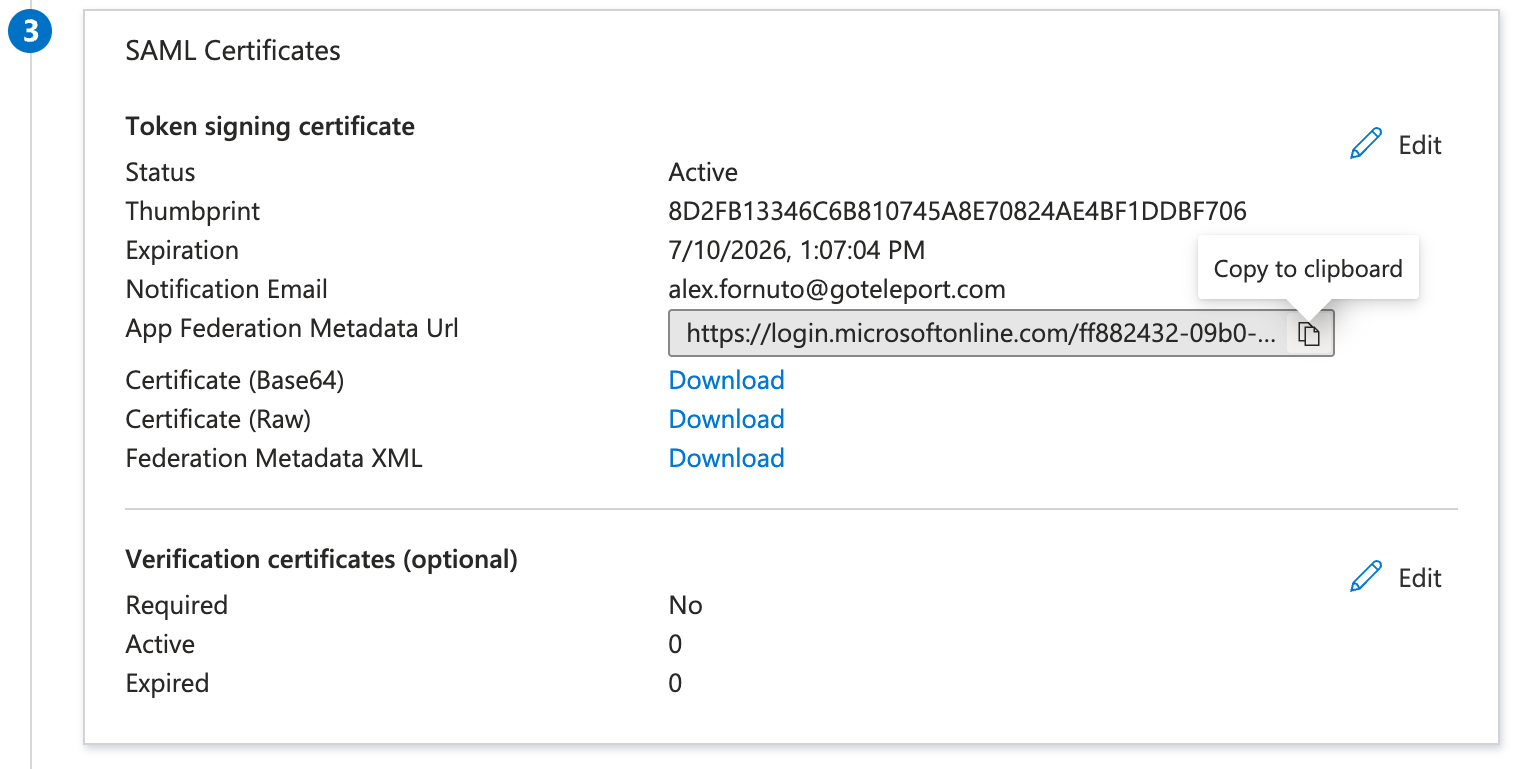 3
SAML Certificates
Token signing certificate
Edit
Status Active
Thumbprint 8D2FB13346C6B810745A8E70824AE4BF1DDBF706
Expiration 7/10/2026, 1:07:04 PM
Copy to clipboard
Notification Email alex.fornuto@goteleport.com
App Federation Metadata Url https://login.microsoftonline.com/ff882432-09b0-...
Certificate (Base64) Download
Certificate (Raw) Download
Federation Metadata XML Download
Verification certificates (optional)
Edit
Required No
Active 0
Expired 0